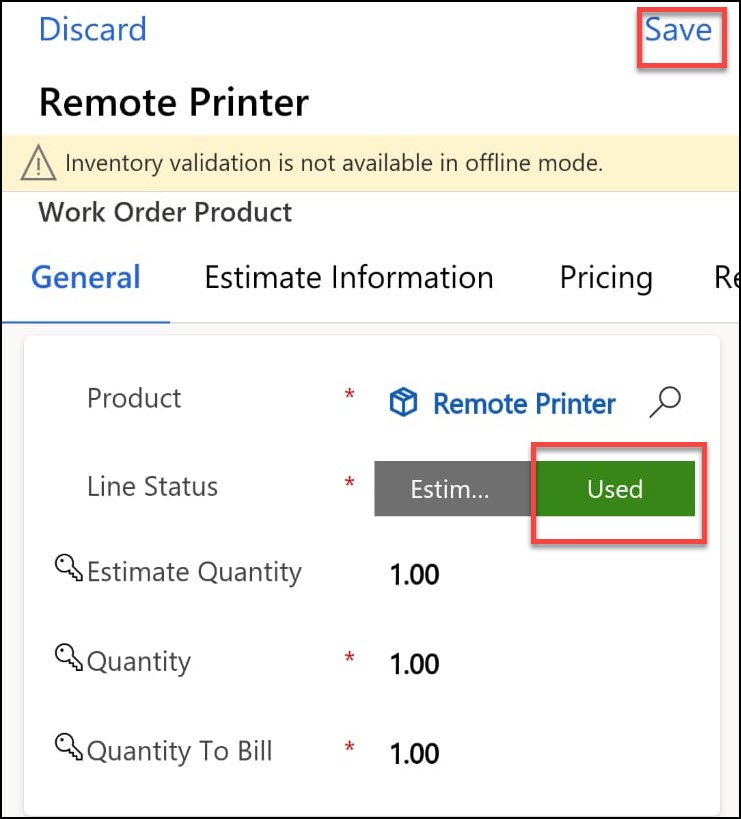 Discard Save
Remote Printer
Inventory validation is not available in offline mode.
Work Order Product
General Estimate Information Pricing
Product * Remote Printer
Line Status * Estim... Used
Estimate Quantity 1.00
Quantity * 1.00
Quantity To Bill * 1.00